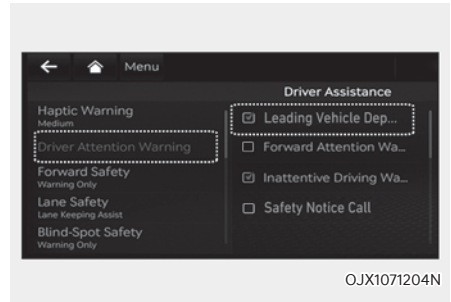 Menu
Driver Assistance
Haptic Warning
Medium
Driver Attention Warning
Forward Safety
Warning Only
Lane Safety
Lane Keeping Assist
Blind-Spot Safety
Warning Only
Leading Vehicle Dep...
Forward Attention Wa...
Inattentive Driving Wa...
Safety Notice Call
OJX1071204N